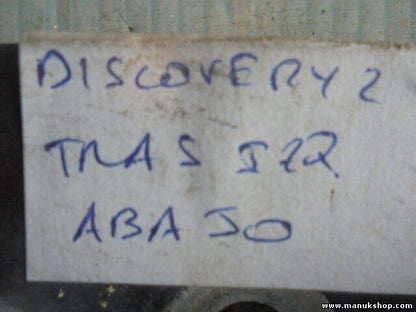 DISCOVERY 2
TRAS IZQ
ABAJO
www.manukshop.com